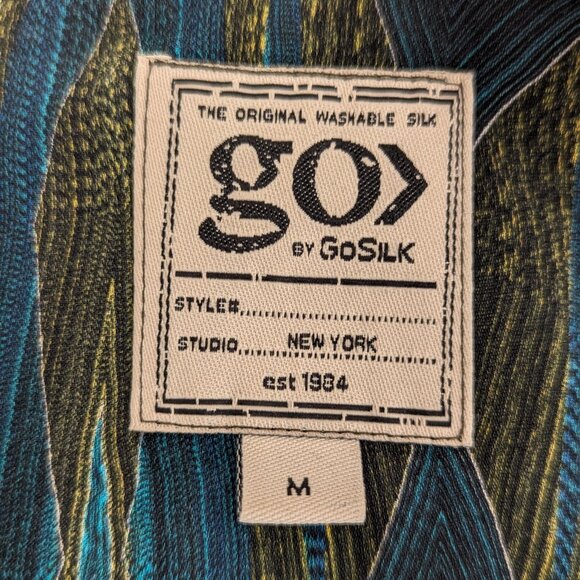 THE ORIGINAL WASHABLE SILK
go>
BY GOSILK
STYLE#
STUDIO NEW YORK
est 1984
M